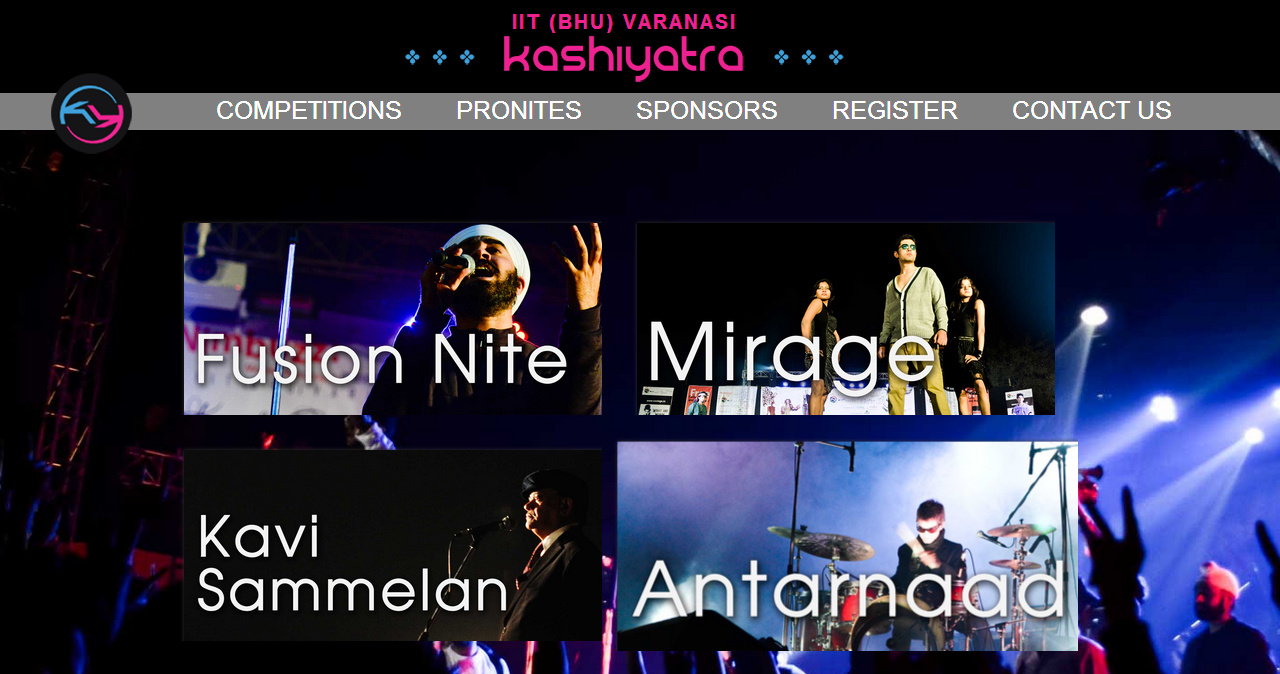 IIT (BHU) VARANASI
kashiyatra
COMPETITIONS PRONITES SPONSORS REGISTER CONTACT US
Fusion Nite
Mirage
Kavi
Sammelan
Antarnaad